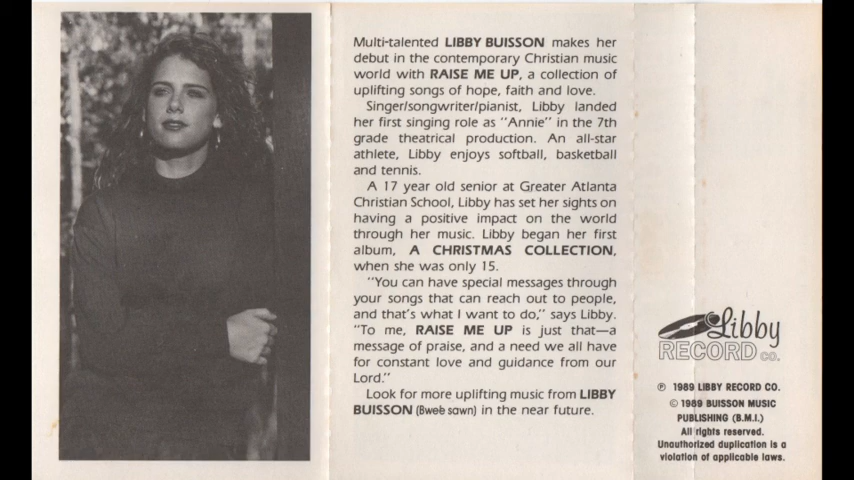 Multi-talented LIBBY BUISSON makes her
debut in the contemporary Christian music
world with RAISE ME UP, a collection of
uplifting songs of hope, faith and love.
Singer/songwriter/pianist, Libby landed
her first singing role as "Annie" in the 7th
grade theatrical production. An all-star
athlete, Libby enjoys softball, basketball
and tennis.
A 17 year old senior at Greater Atlanta
Christian School, Libby has set her sights on
having a positive impact on the world
through her music. Libby began her first
album, A CHRISTMAS COLLECTION,
when she was only 15.
"You can have special messages through
your songs that can reach out to people,
and that's what I want to do," says Libby.
"To me, RAISE ME UP is just that—a
message of praise, and a need we all have
for constant love and guidance from our
Lord."
Look for more uplifting music from LIBBY
BUISSON (Bwee sawn) in the near future.
Libby
RECORD CO.
℗ 1989 LIBBY RECORD CO.
© 1989 BUISSON MUSIC
PUBLISHING (B.M.I.)
All rights reserved.
Unauthorized duplication is a
violation of applicable laws.